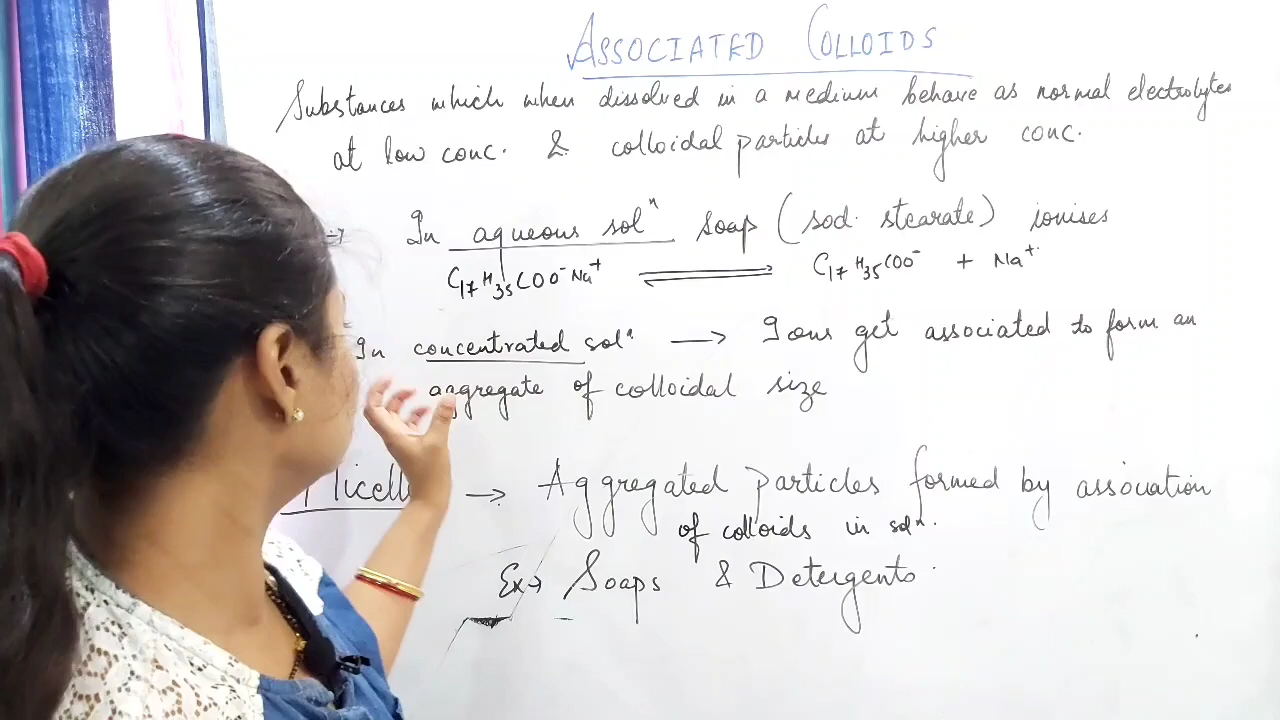 ASSOCIATED COLLOIDS
Substances which when dissolved in a medium behave as normal electrolytes
at low conc. & colloidal particles at higher conc.
→ In aqueous solⁿ soap (sod. stearate) ionises
C₁₇H₃₅COO⁻Na⁺ ⇌ C₁₇H₃₅COO⁻ + Na⁺
In concentrated solⁿ → Ions get associated to form an
aggregate of colloidal size
→ Aggregated particles formed by association
of colloids in solⁿ.
Ex→ Soaps & Detergents